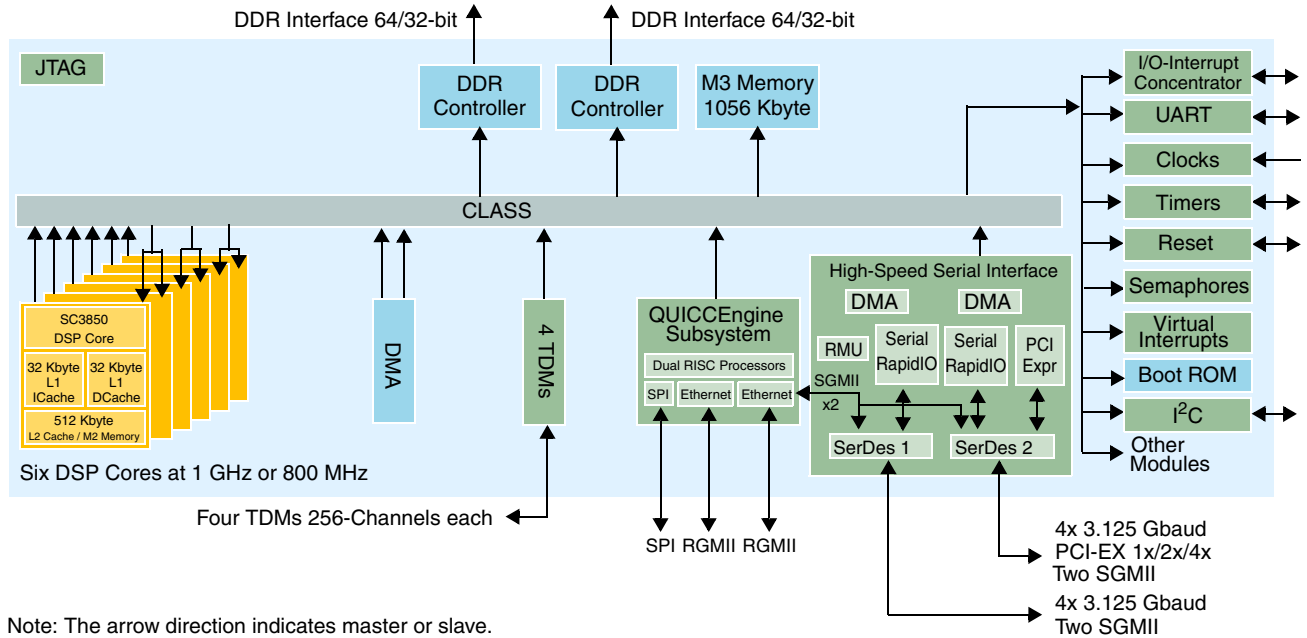 DDR Interface 64/32-bit
DDR Interface 64/32-bit
JTAG
DDR
Controller
DDR
Controller
M3 Memory
1056 Kbyte
I/O-Interrupt
Concentrator
UART
Clocks
Timers
Reset
Semaphores
Virtual
Interrupts
Boot ROM
I²C
Other
Modules
CLASS
SC3850
DSP Core
32 Kbyte
L1
ICache
32 Kbyte
L1
DCache
512 Kbyte
L2 Cache / M2 Memory
Six DSP Cores at 1 GHz or 800 MHz
DMA
4 TDMs
Four TDMs 256-Channels each
QUICCEngine
Subsystem
Dual RISC Processors
SPI
Ethernet
Ethernet
SPI
RGMII
RGMII
High-Speed Serial Interface
DMA
DMA
RMU
Serial
RapidIO
Serial
RapidIO
PCI
Expr
SGMII
x2
SerDes 1
SerDes 2
4x 3.125 Gbaud
PCI-EX 1x/2x/4x
Two SGMII
4x 3.125 Gbaud
Two SGMII
Note: The arrow direction indicates master or slave.